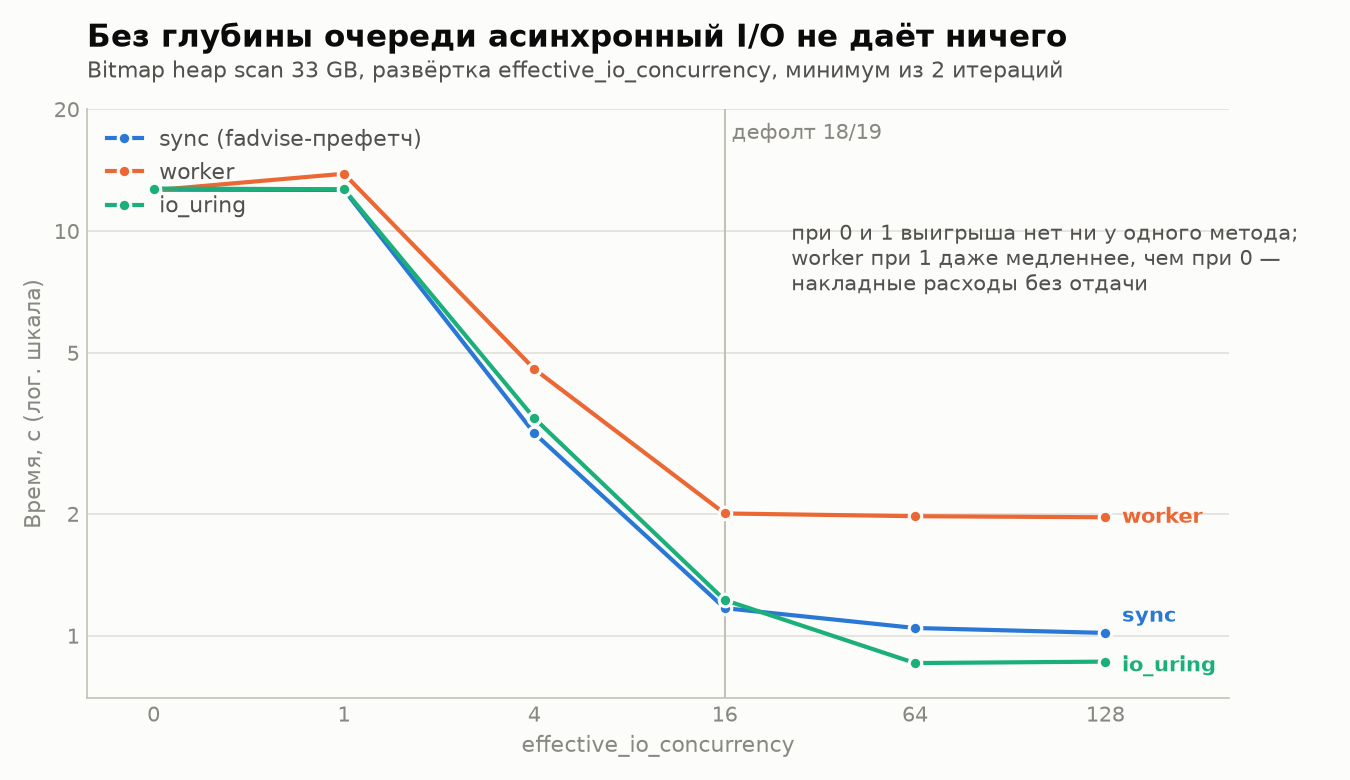 Без глубины очереди асинхронный I/O не даёт ничего
Bitmap heap scan 33 GB, развёртка effective_io_concurrency, минимум из 2 итераций
20
sync (fadvise-префетч)
дефолт 18/19
worker
io_uring
10
при 0 и 1 выигрыша нет ни у одного метода;
worker при 1 даже медленнее, чем при 0 —
накладные расходы без отдачи
Время, с (лог. шкала)
5
2
worker
sync
1
io_uring
0 1 4 16 64 128
effective_io_concurrency